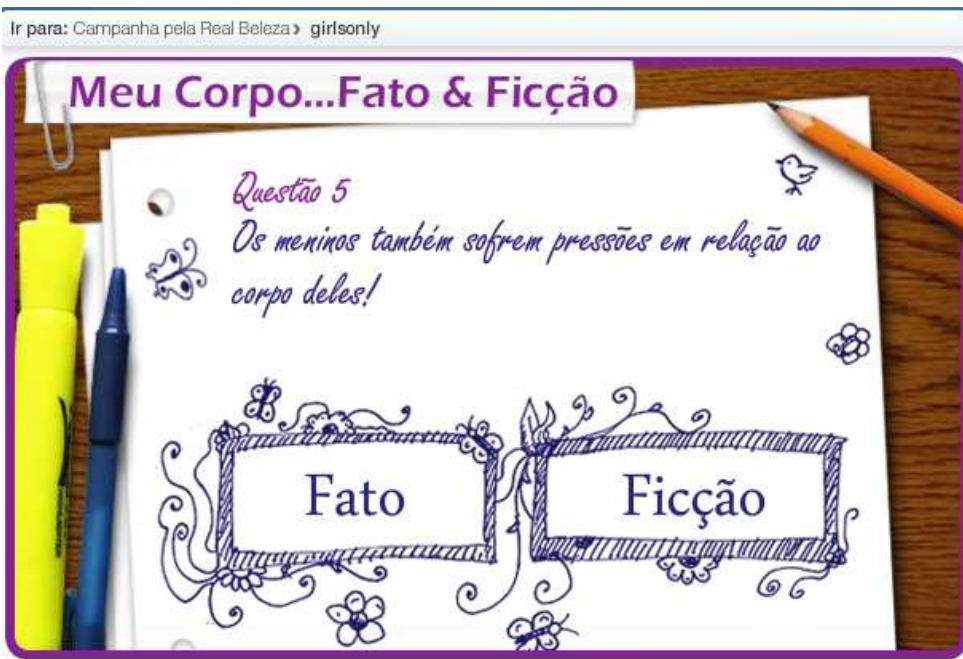 Ir para: Campanha pela Real Beleza› girlsonly
Meu Corpo...Fato & Ficção
Questão 5
Os meninos também sofrem pressões em relação ao
corpo deles!
Fato
Ficção